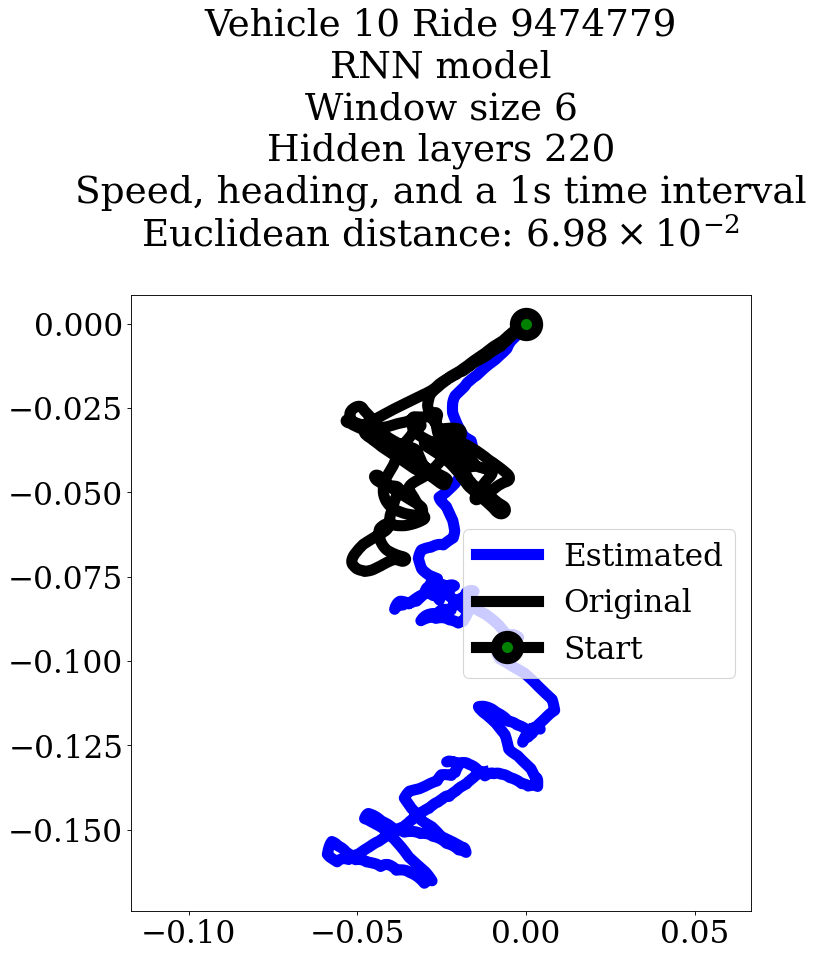 Vehicle 10 Ride 9474779
RNN model
Window size 6
Hidden layers 220
Speed, heading, and a 1s time interval
Euclidean distance: 6.98 × 10⁻²
0.000
−0.025
−0.050
−0.075
−0.100
−0.125
−0.150
Estimated
Original
Start
−0.10 −0.05 0.00 0.05